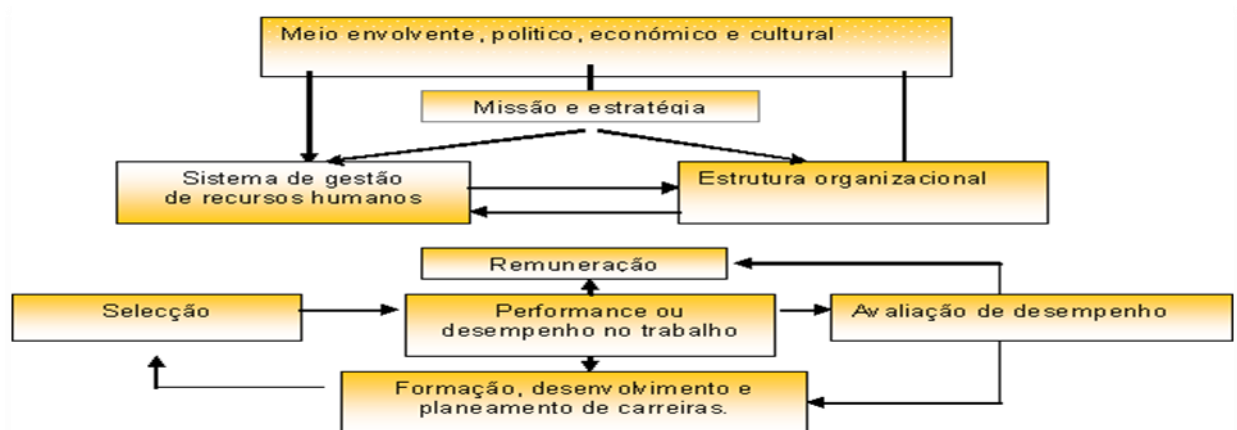 Meio envolvente, politico, económico e cultural
Missão e estratégia
Sistema de gestão
de recursos humanos
Estrutura organizacional
Remuneração
Selecção
Performance ou
desempenho no trabalho
Avaliação de desempenho
Formação, desenvolvimento e
planeamento de carreiras.